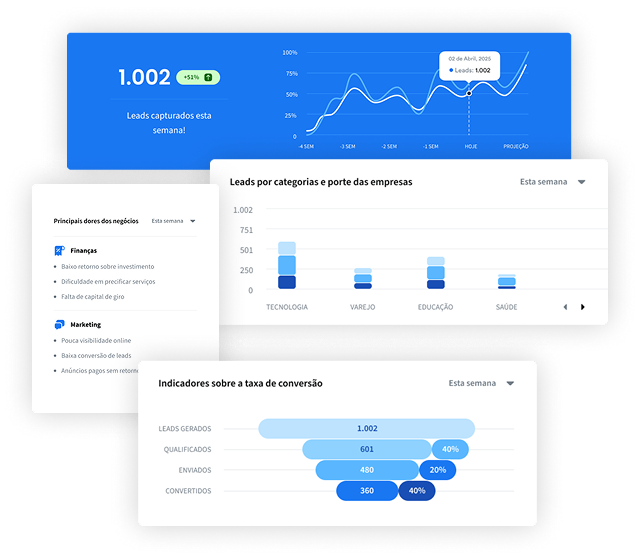 1.002
+51%
Leads capturados esta
semana!
100%
75%
50%
25%
0
-4 SEM
-3 SEM
-2 SEM
-1 SEM
HOJE
PROJEÇÃO
02 de Abril, 2025
Leads: 1.002
Leads por categorias e porte das empresas
Esta semana
1.002
751
501
250
0
TECNOLOGIA
VAREJO
EDUCAÇÃO
SAÚDE
Principais dores dos negócios
Esta semana
Finanças
Baixo retorno sobre investimento
Dificuldade em precificar serviços
Falta de capital de giro
Marketing
Pouca visibilidade online
Baixa conversão de leads
Anúncios pagos sem retorno
Indicadores sobre a taxa de conversão
Esta semana
LEADS GERADOS
1.002
QUALIFICADOS
601
40%
ENVIADOS
480
20%
CONVERTIDOS
360
40%